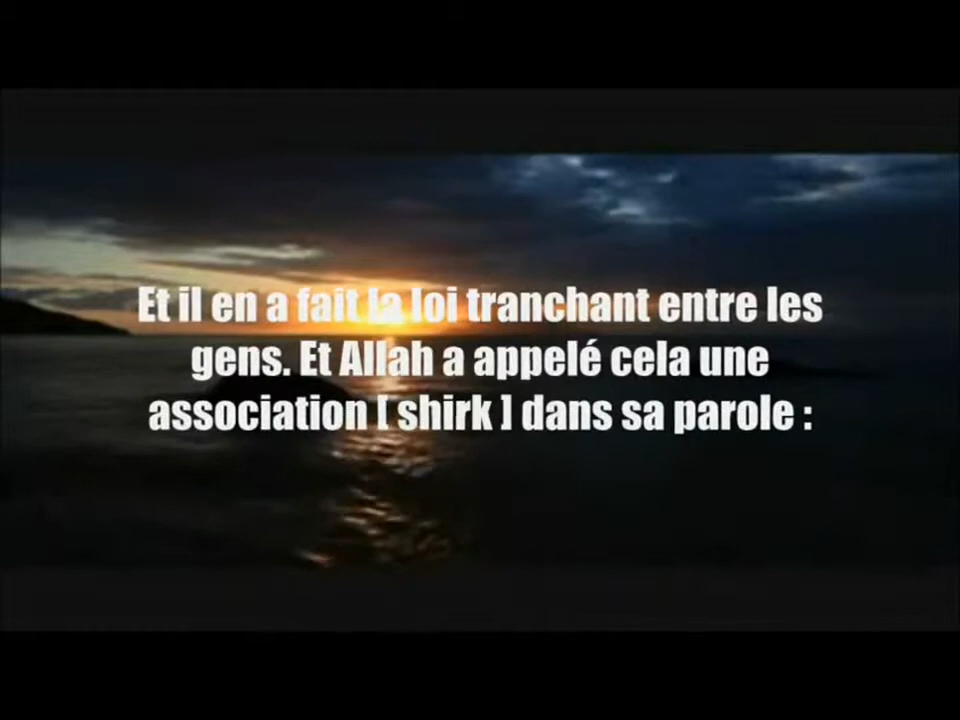 Et il en a fait la loi tranchant entre les
gens. Et Allah a appelé cela une
association [ shirk ] dans sa parole :